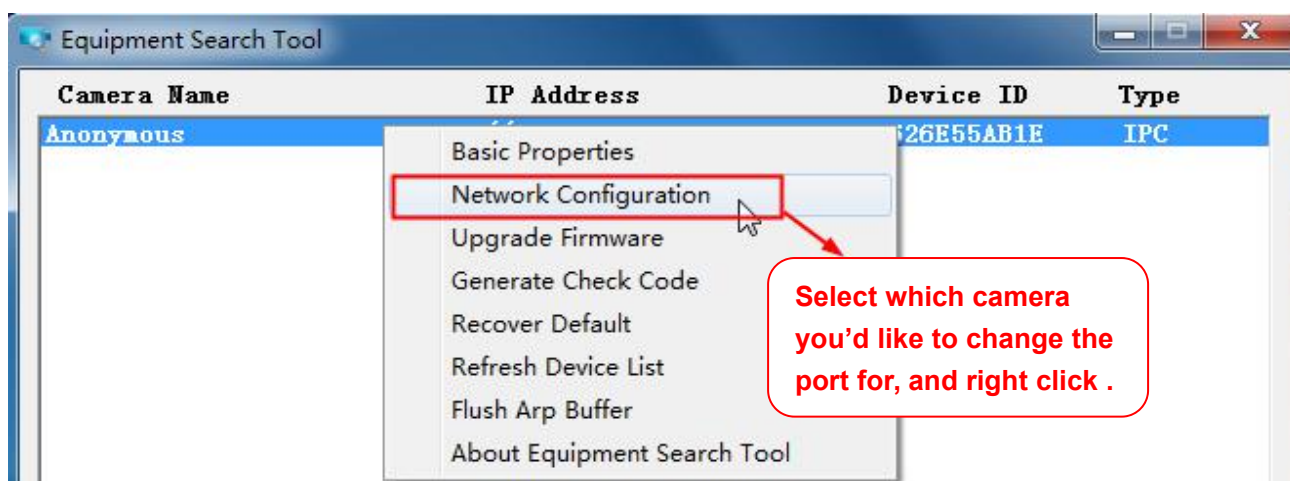 Equipment Search Tool
Camera Name IP Address Device ID Type
Anonymous 626E55AB1E IPC
Basic Properties
Network Configuration
Upgrade Firmware
Generate Check Code
Recover Default
Refresh Device List
Flush Arp Buffer
About Equipment Search Tool
Select which camera
you’d like to change the
port for, and right click .